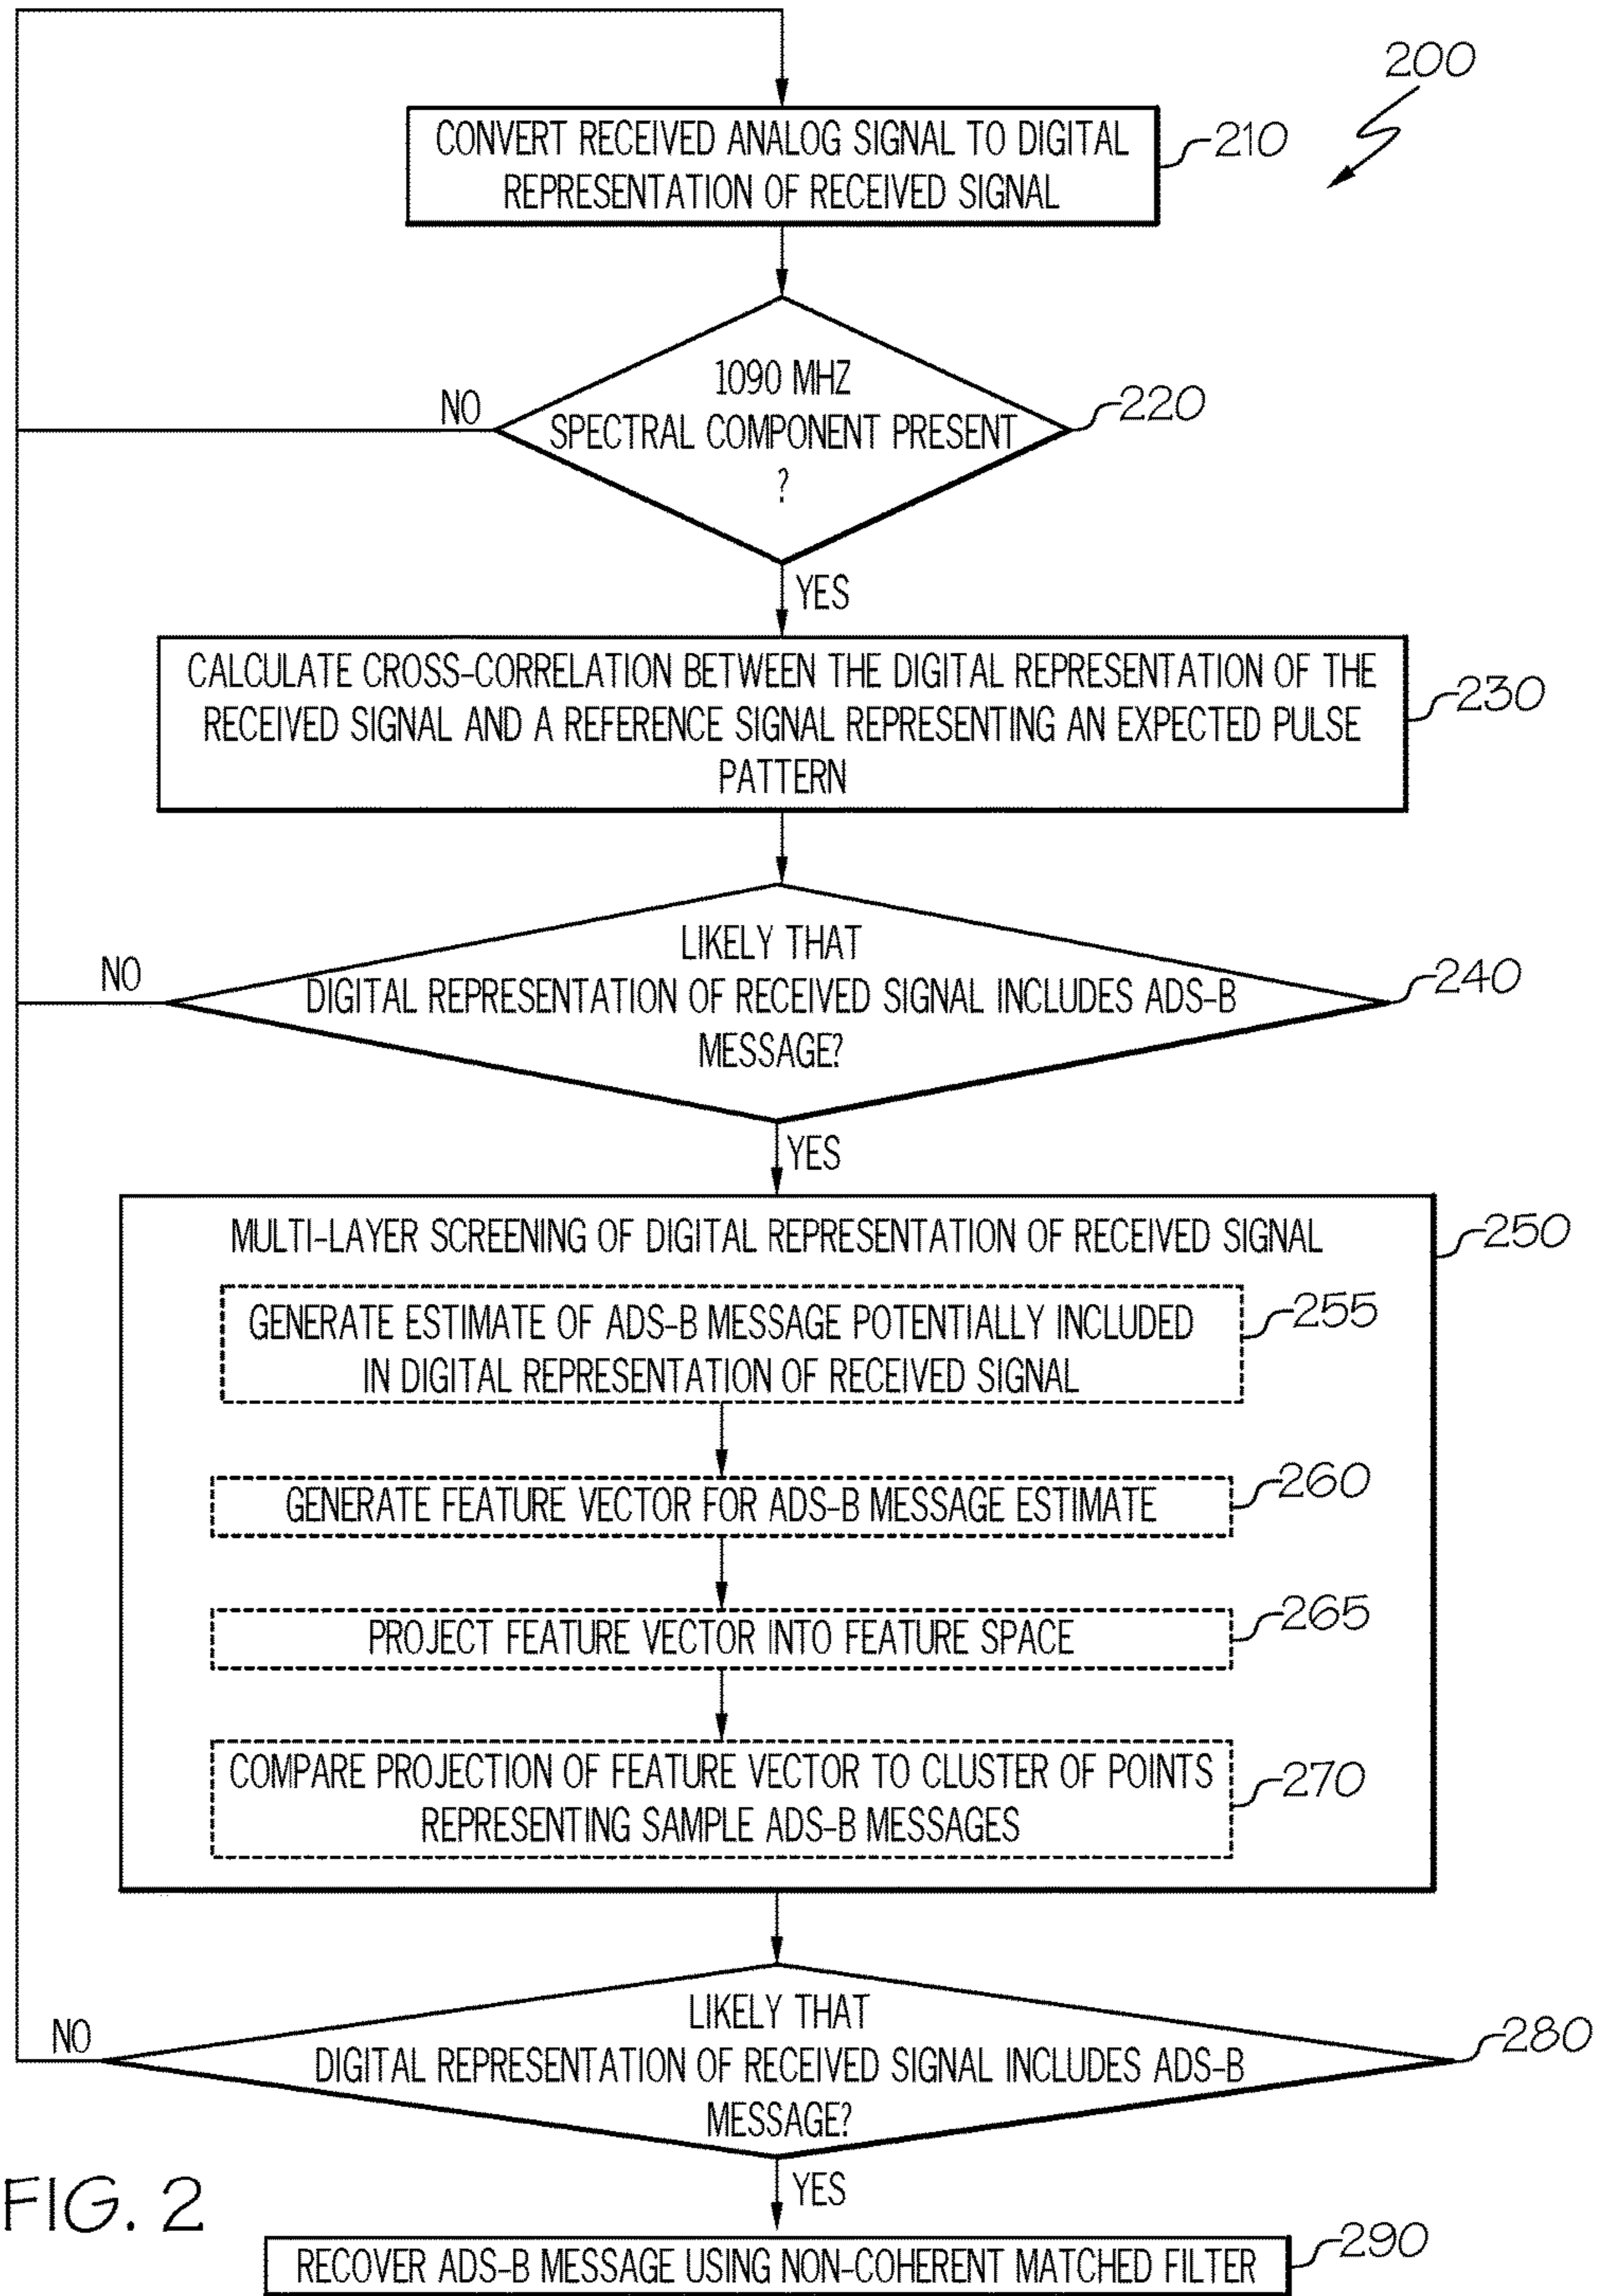 200
CONVERT RECEIVED ANALOG SIGNAL TO DIGITAL
REPRESENTATION OF RECEIVED SIGNAL
210
1090 MHZ
SPECTRAL COMPONENT PRESENT
?
220
NO
YES
CALCULATE CROSS-CORRELATION BETWEEN THE DIGITAL REPRESENTATION OF THE
RECEIVED SIGNAL AND A REFERENCE SIGNAL REPRESENTING AN EXPECTED PULSE
PATTERN
230
LIKELY THAT
DIGITAL REPRESENTATION OF RECEIVED SIGNAL INCLUDES ADS-B
MESSAGE?
240
NO
YES
MULTI-LAYER SCREENING OF DIGITAL REPRESENTATION OF RECEIVED SIGNAL
250
GENERATE ESTIMATE OF ADS-B MESSAGE POTENTIALLY INCLUDED
IN DIGITAL REPRESENTATION OF RECEIVED SIGNAL
255
GENERATE FEATURE VECTOR FOR ADS-B MESSAGE ESTIMATE
260
PROJECT FEATURE VECTOR INTO FEATURE SPACE
265
COMPARE PROJECTION OF FEATURE VECTOR TO CLUSTER OF POINTS
REPRESENTING SAMPLE ADS-B MESSAGES
270
LIKELY THAT
DIGITAL REPRESENTATION OF RECEIVED SIGNAL INCLUDES ADS-B
MESSAGE?
280
NO
YES
FIG. 2
RECOVER ADS-B MESSAGE USING NON-COHERENT MATCHED FILTER
290